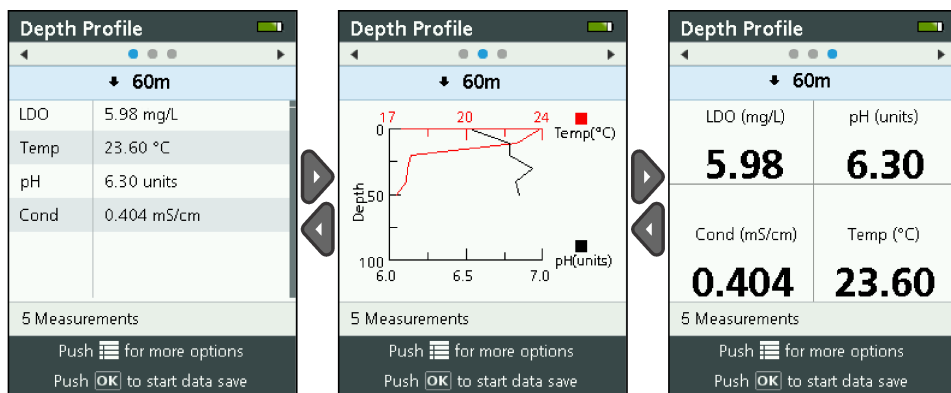 Depth Profile
60m
LDO 5.98 mg/L
Temp 23.60 °C
pH 6.30 units
Cond 0.404 mS/cm
5 Measurements
Push for more options
Push OK to start data save
Depth Profile
60m
17 20 24
Temp(°C)
0
50
100
Depth
6.0 6.5 7.0
pH(units)
5 Measurements
Push for more options
Push OK to start data save
Depth Profile
60m
LDO (mg/L) pH (units)
5.98 6.30
Cond (mS/cm) Temp (°C)
0.404 23.60
5 Measurements
Push for more options
Push OK to start data save